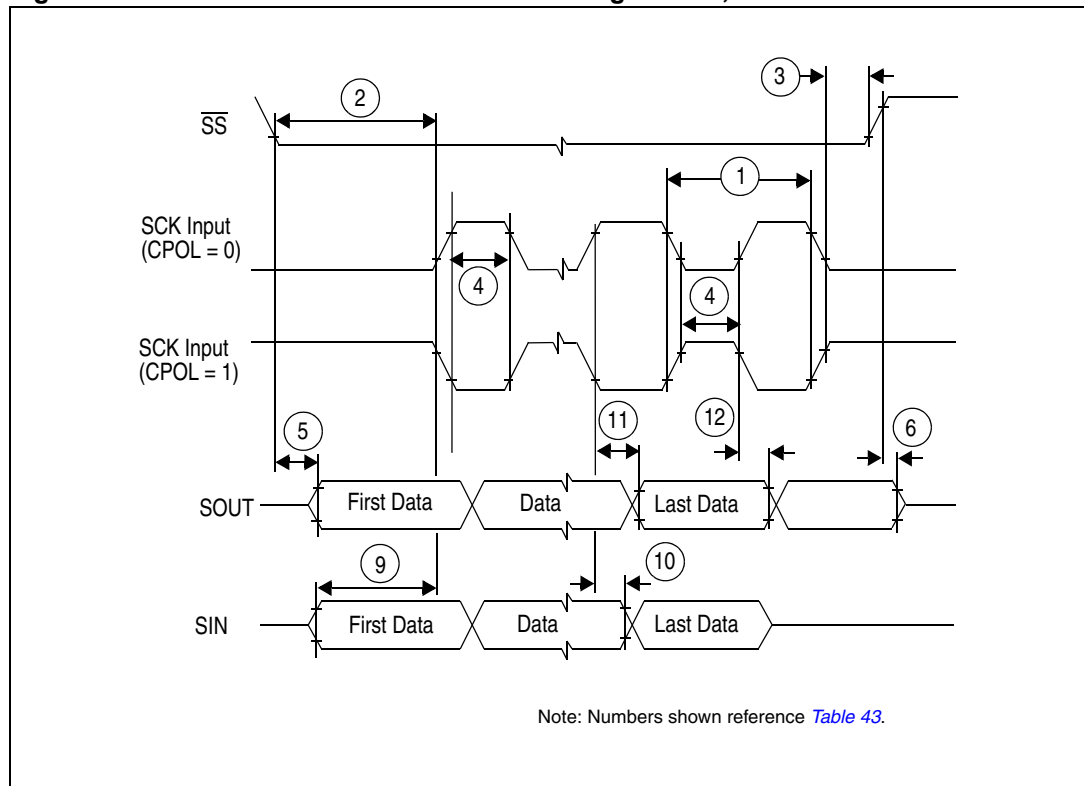 3
2
SS
1
SCK Input
(CPOL = 0)
4
4
SCK Input
(CPOL = 1)
11
12
5
6
SOUT
First Data
Data
Last Data
9
10
SIN
First Data
Data
Last Data
Note: Numbers shown reference Table 43.